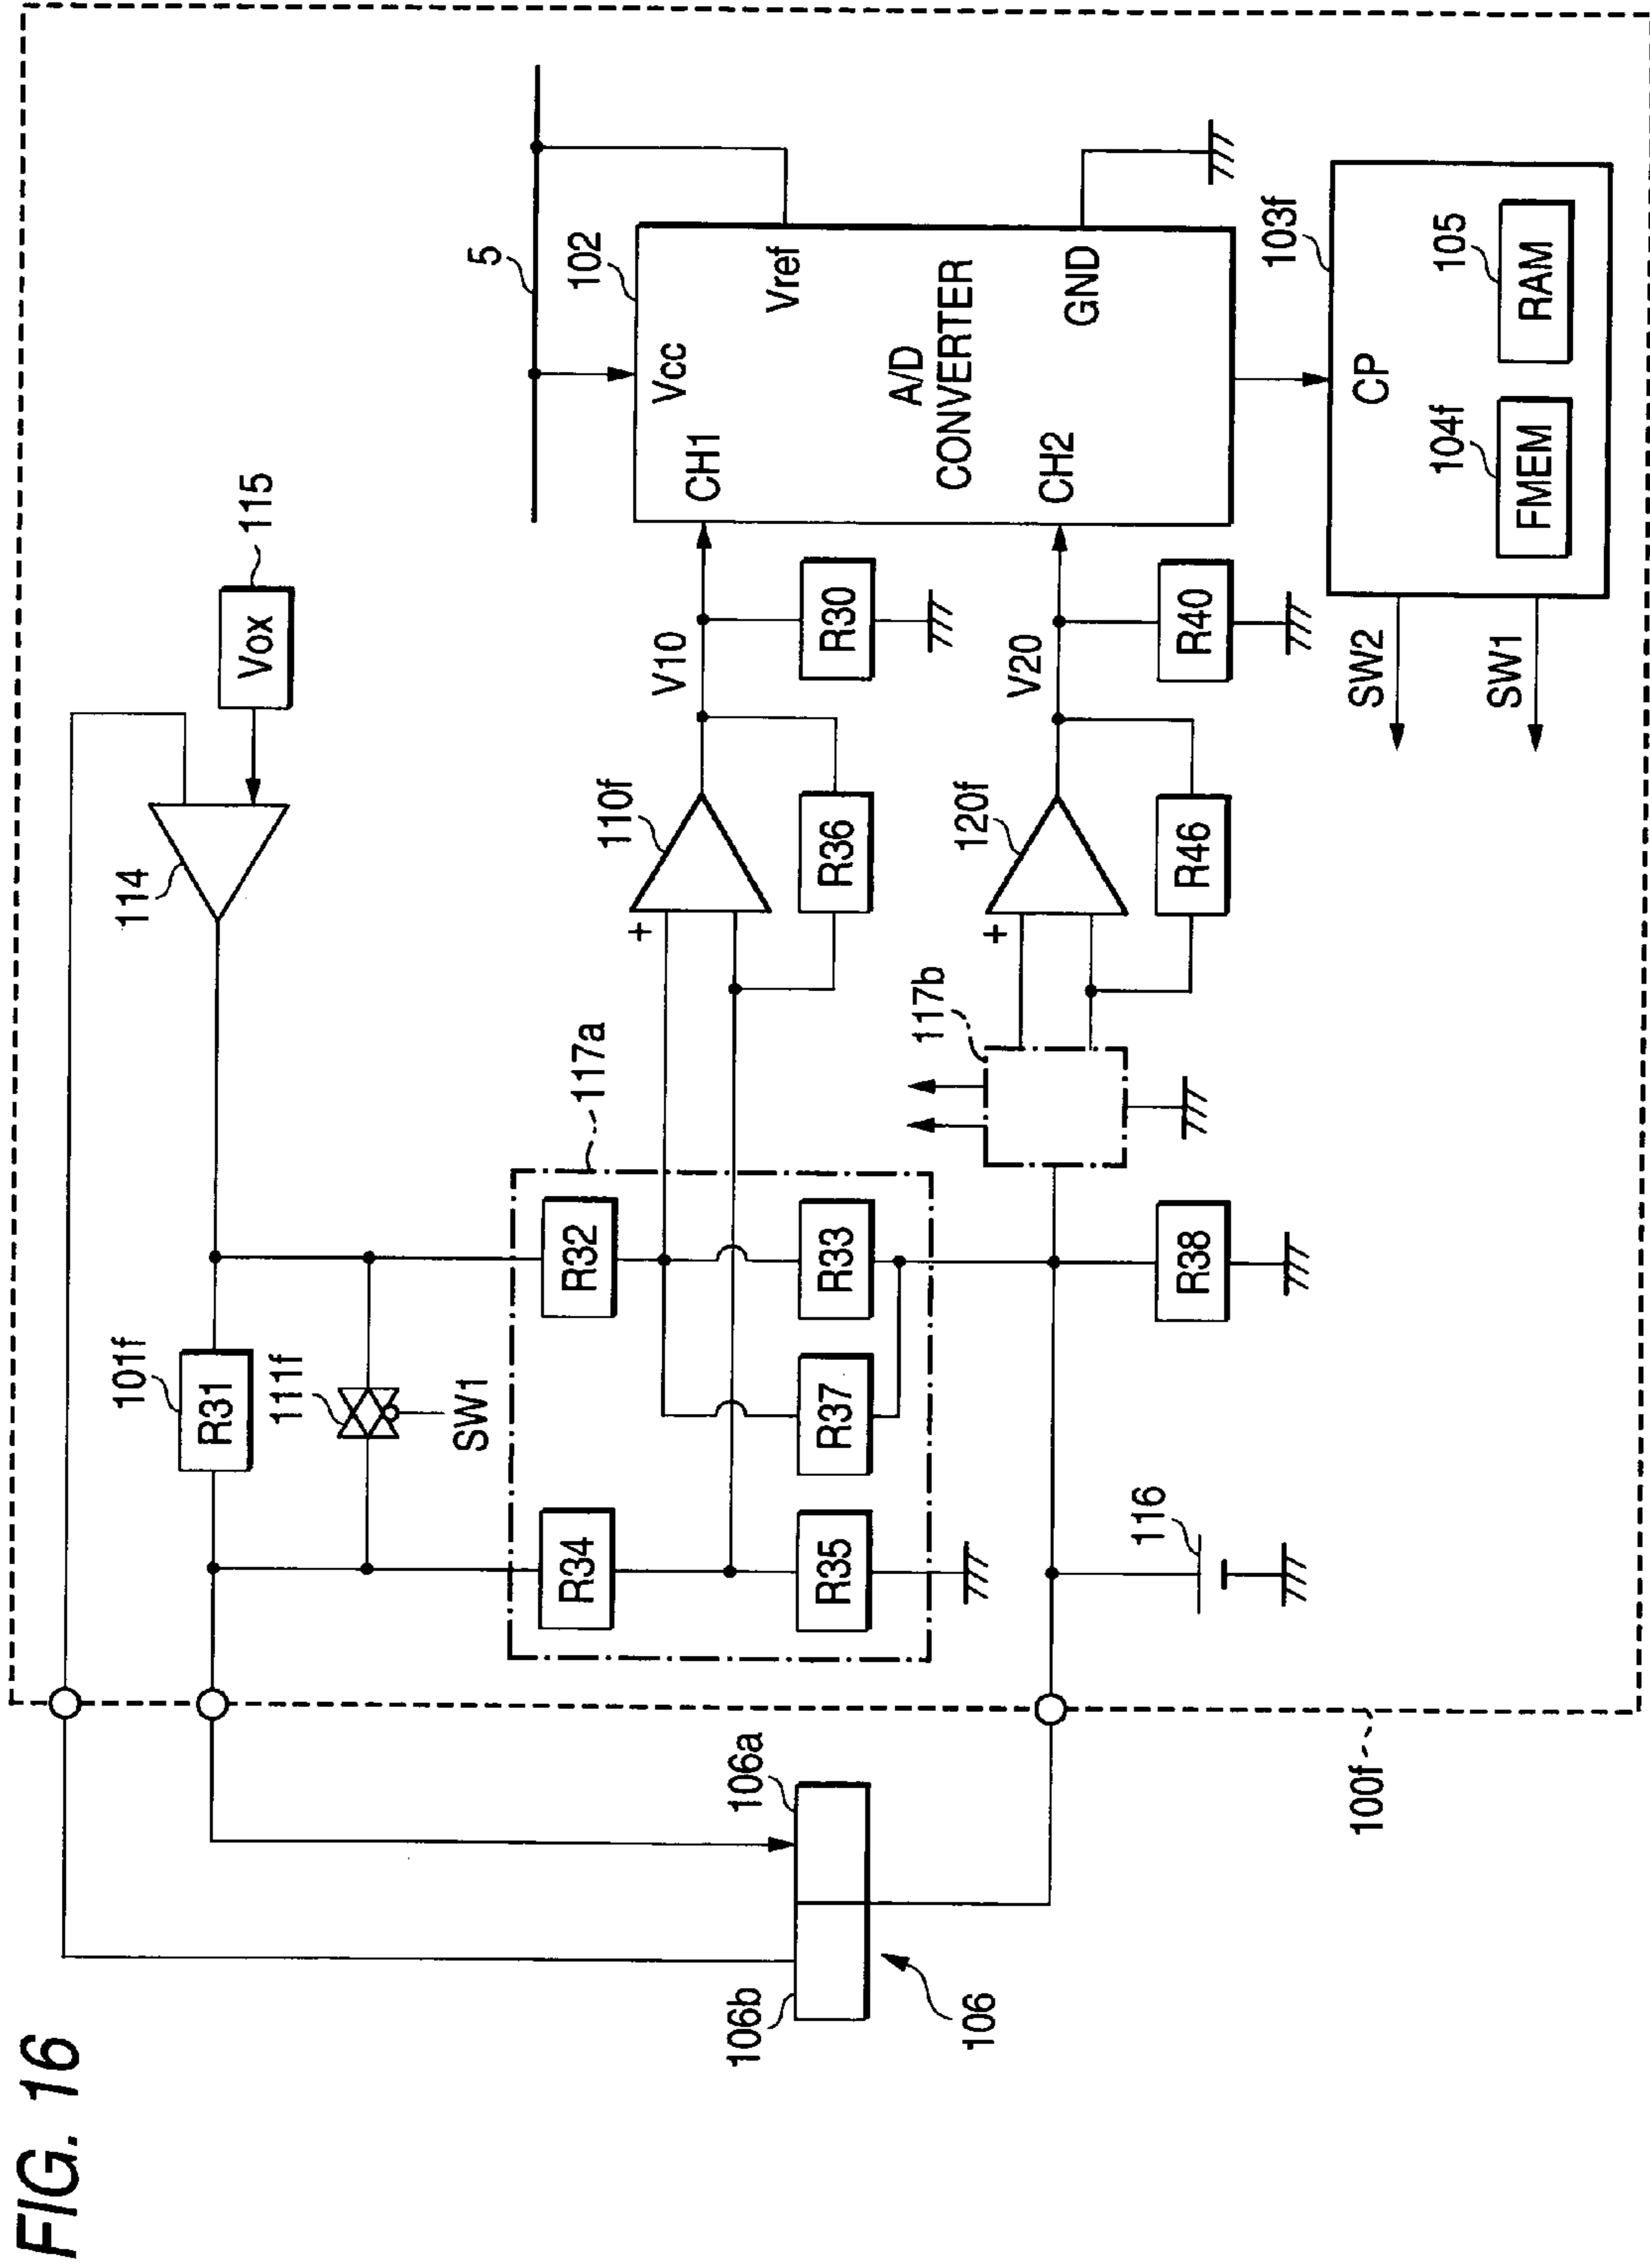 FIG. 16
114
115
Vox
101f
R31
111f
SW1
117a
R32
R34
R33
R37
R35
110f
R36
V10
R30
5
102
Vcc
CH1
Vref
A/D
CONVERTER
CH2
GND
117b
120f
R46
V20
R40
R38
116
106b
106a
106
100f
103f
CP
104f
FMEM
105
RAM
SW2
SW1
+
+